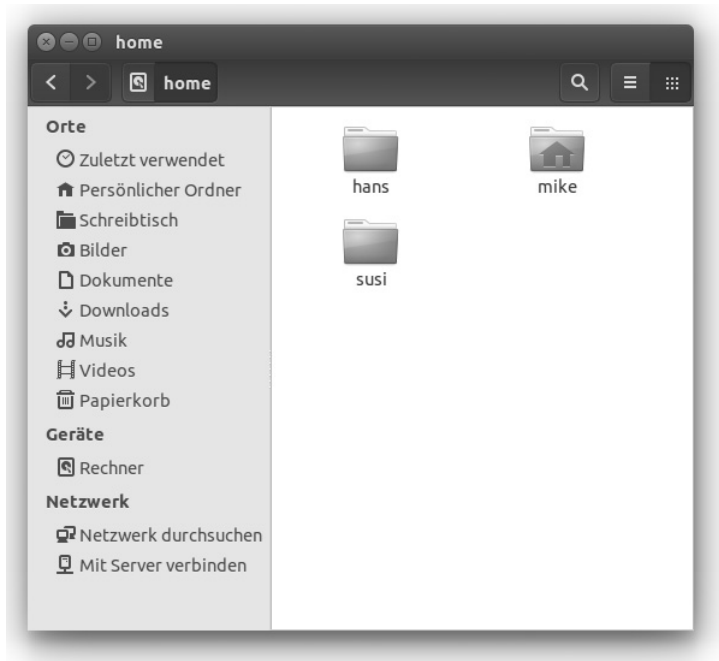 home
home
Orte
Zuletzt verwendet
Persönlicher Ordner
Schreibtisch
Bilder
Dokumente
Downloads
Musik
Videos
Papierkorb
Geräte
Rechner
Netzwerk
Netzwerk durchsuchen
Mit Server verbinden
hans
mike
susi